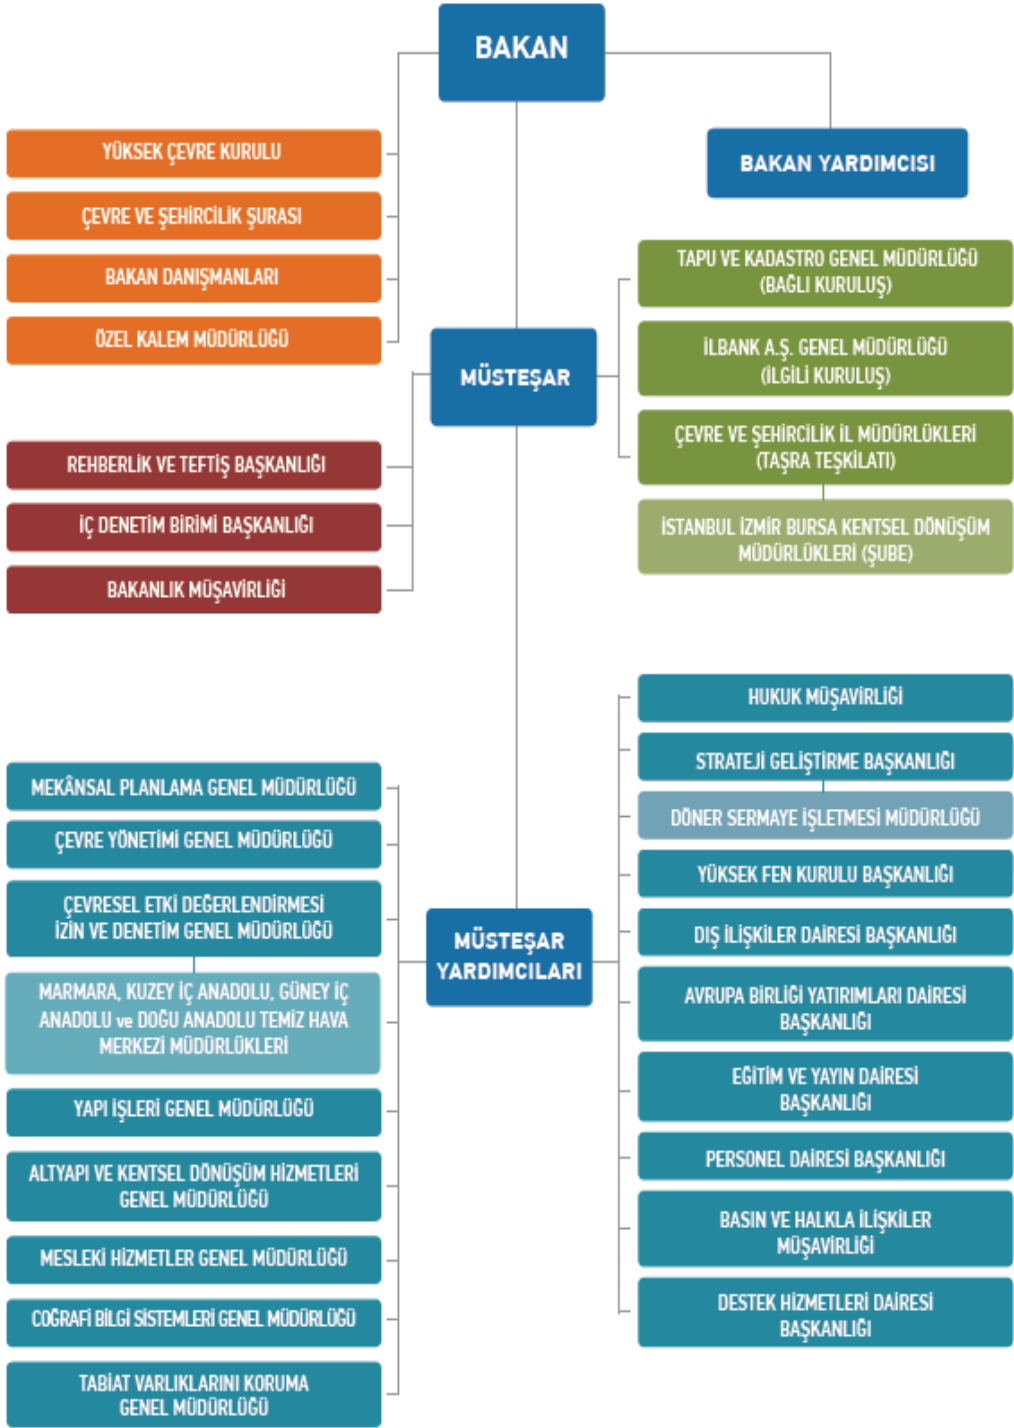 BAKAN
BAKAN YARDIMCISI
YÜKSEK ÇEVRE KURULU
ÇEVRE VE ŞEHİRCİLİK ŞURASI
BAKAN DANIŞMANLARI
ÖZEL KALEM MÜDÜRLÜĞÜ
MÜSTEŞAR
TAPU VE KADASTRO GENEL MÜDÜRLÜĞÜ
(BAĞLI KURULUŞ)
İLBANK A.Ş. GENEL MÜDÜRLÜĞÜ
(İLGİLİ KURULUŞ)
ÇEVRE VE ŞEHİRCİLİK İL MÜDÜRLÜKLERİ
(TAŞRA TEŞKİLATI)
İSTANBUL İZMİR BURSA KENTSEL DÖNÜŞÜM
MÜDÜRLÜKLERİ (ŞUBE)
REHBERLİK VE TEFTİŞ BAŞKANLIĞI
İÇ DENETİM BİRİMİ BAŞKANLIĞI
BAKANLIK MÜŞAVİRLİĞİ
MÜSTEŞAR
YARDIMCILARI
MEKÂNSAL PLANLAMA GENEL MÜDÜRLÜĞÜ
ÇEVRE YÖNETİMİ GENEL MÜDÜRLÜĞÜ
ÇEVRESEL ETKİ DEĞERLENDİRMESİ
İZİN VE DENETİM GENEL MÜDÜRLÜĞÜ
MARMARA, KUZEY İÇ ANADOLU, GÜNEY İÇ
ANADOLU ve DOĞU ANADOLU TEMİZ HAVA
MERKEZİ MÜDÜRLÜKLERİ
YAPI İŞLERİ GENEL MÜDÜRLÜĞÜ
ALTYAPI VE KENTSEL DÖNÜŞÜM HİZMETLERİ
GENEL MÜDÜRLÜĞÜ
MESLEKİ HİZMETLER GENEL MÜDÜRLÜĞÜ
COĞRAFİ BİLGİ SİSTEMLERİ GENEL MÜDÜRLÜĞÜ
TABİAT VARLIKLARINI KORUMA
GENEL MÜDÜRLÜĞÜ
HUKUK MÜŞAVİRLİĞİ
STRATEJİ GELİŞTİRME BAŞKANLIĞI
DÖNER SERMAYE İŞLETMESİ MÜDÜRLÜĞÜ
YÜKSEK FEN KURULU BAŞKANLIĞI
DIŞ İLİŞKİLER DAİRESİ BAŞKANLIĞI
AVRUPA BİRLİĞİ YATIRIMLARI DAİRESİ
BAŞKANLIĞI
EĞİTİM VE YAYIN DAİRESİ
BAŞKANLIĞI
PERSONEL DAİRESİ BAŞKANLIĞI
BASIN VE HALKLA İLİŞKİLER
MÜŞAVİRLİĞİ
DESTEK HİZMETLERİ DAİRESİ
BAŞKANLIĞI